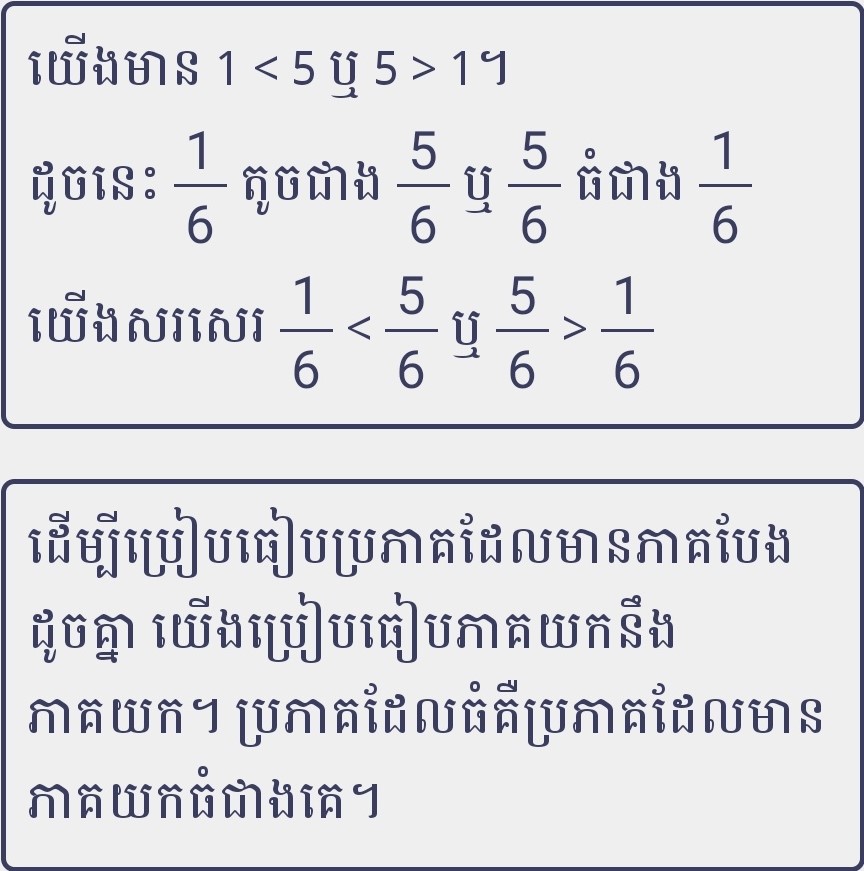 យើងមាន 1 < 5 ឬ 5 > 1។
ដូចនេះ 1/6 តូចជាង 5/6 ឬ 5/6 ធំជាង 1/6
យើងសរសេរ 1/6 < 5/6 ឬ 5/6 > 1/6
ដើម្បីប្រៀបធៀបប្រភាគដែលមានភាគបែង
ដូចគ្នា យើងប្រៀបធៀបភាគយកនឹង
ភាគយក។ ប្រភាគដែលធំគឺប្រភាគដែលមាន
ភាគយកធំជាងគេ។